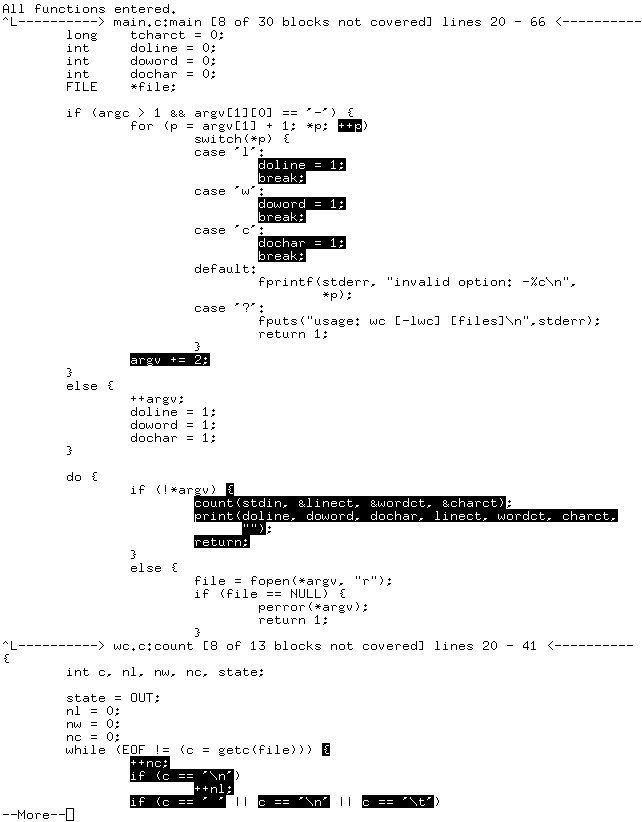 All functions entered.
^L----------> main.c:main [8 of 30 blocks not covered] lines 20 - 66 <----------
        long    tcharct = 0;
        int     doline = 0;
        int     doword = 0;
        int     dochar = 0;
        FILE    *file;

        if (argc > 1 && argv[1][0] == '-') {
                for (p = argv[1] + 1; *p; ++p)
                        switch(*p) {
                        case 'l':
                                doline = 1;
                                break;
                        case 'w':
                                doword = 1;
                                break;
                        case 'c':
                                dochar = 1;
                                break;
                        default:
                                fprintf(stderr, "invalid option: -%c\n",
                                        *p);
                        case '?':
                                fputs("usage: wc [-lwc] [files]\n",stderr);
                                return 1;
                        }
                argv += 2;
        }
        else {
                ++argv;
                doline = 1;
                doword = 1;
                dochar = 1;
        }

        do {
                if (!*argv) {
                        count(stdin, &linect, &wordct, &charct);
                        print(doline, doword, dochar, linect, wordct, charct,
                              "");
                        return;
                }
                else {
                        file = fopen(*argv, "r");
                        if (file == NULL) {
                                perror(*argv);
                                return 1;
                        }
^L----------> wc.c:count [8 of 13 blocks not covered] lines 20 - 41 <----------
{
        int c, nl, nw, nc, state;

        state = OUT;
        nl = 0;
        nw = 0;
        nc = 0;
        while (EOF != (c = getc(file))) {
                ++nc;
                if (c == '\n')
                        ++nl;
                if (c == ' ' || c == '\n' || c == '\t')
--More--